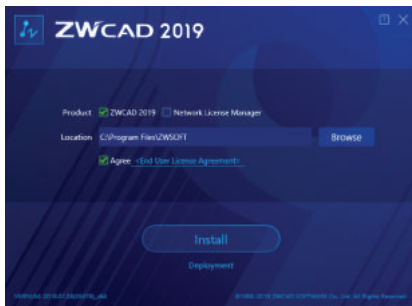 ZWCAD 2019
Product ZWCAD 2019 Network License Manager
Location C:\Program Files\ZWSOFT Browse
Agree <End User License Agreement>
Install
Deployment